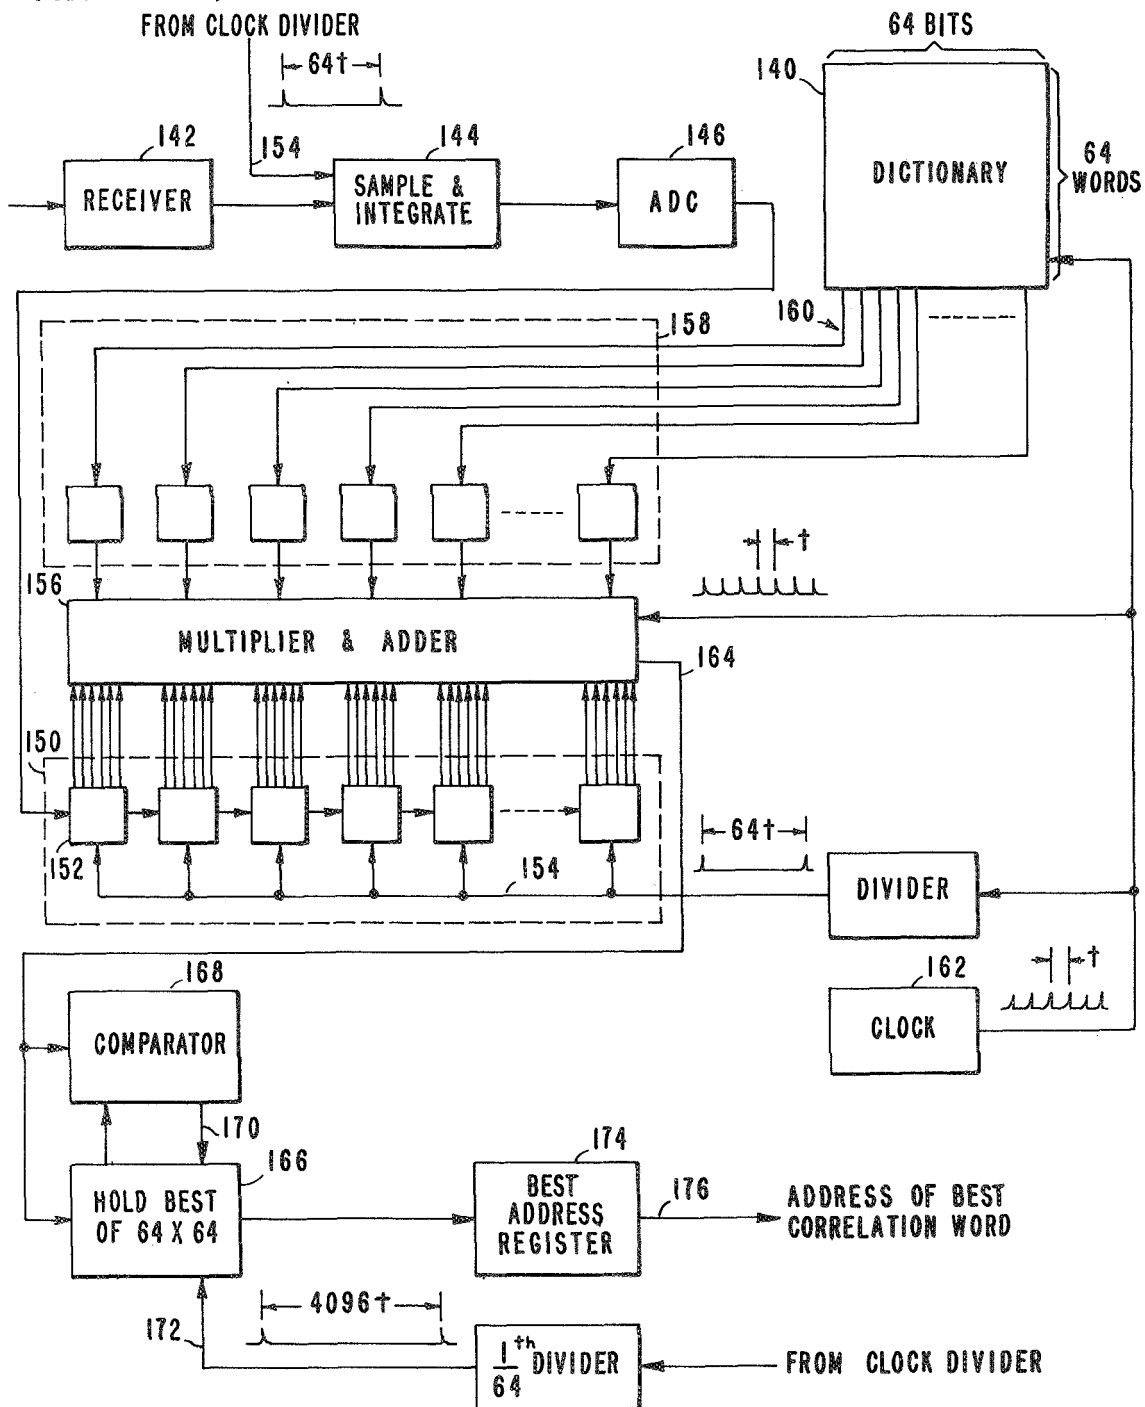 FROM CLOCK DIVIDER
64 BITS
64t
140
142
154
144
146
RECEIVER
SAMPLE &
INTEGRATE
ADC
DICTIONARY
64
WORDS
160
158
t
156
MULTIPLIER & ADDER
164
150
152
154
64t
DIVIDER
162
t
CLOCK
168
COMPARATOR
170
166
HOLD BEST
OF 64 X 64
174
BEST
ADDRESS
REGISTER
176
ADDRESS OF BEST
CORRELATION WORD
4096t
172
1/64 th DIVIDER
FROM CLOCK DIVIDER